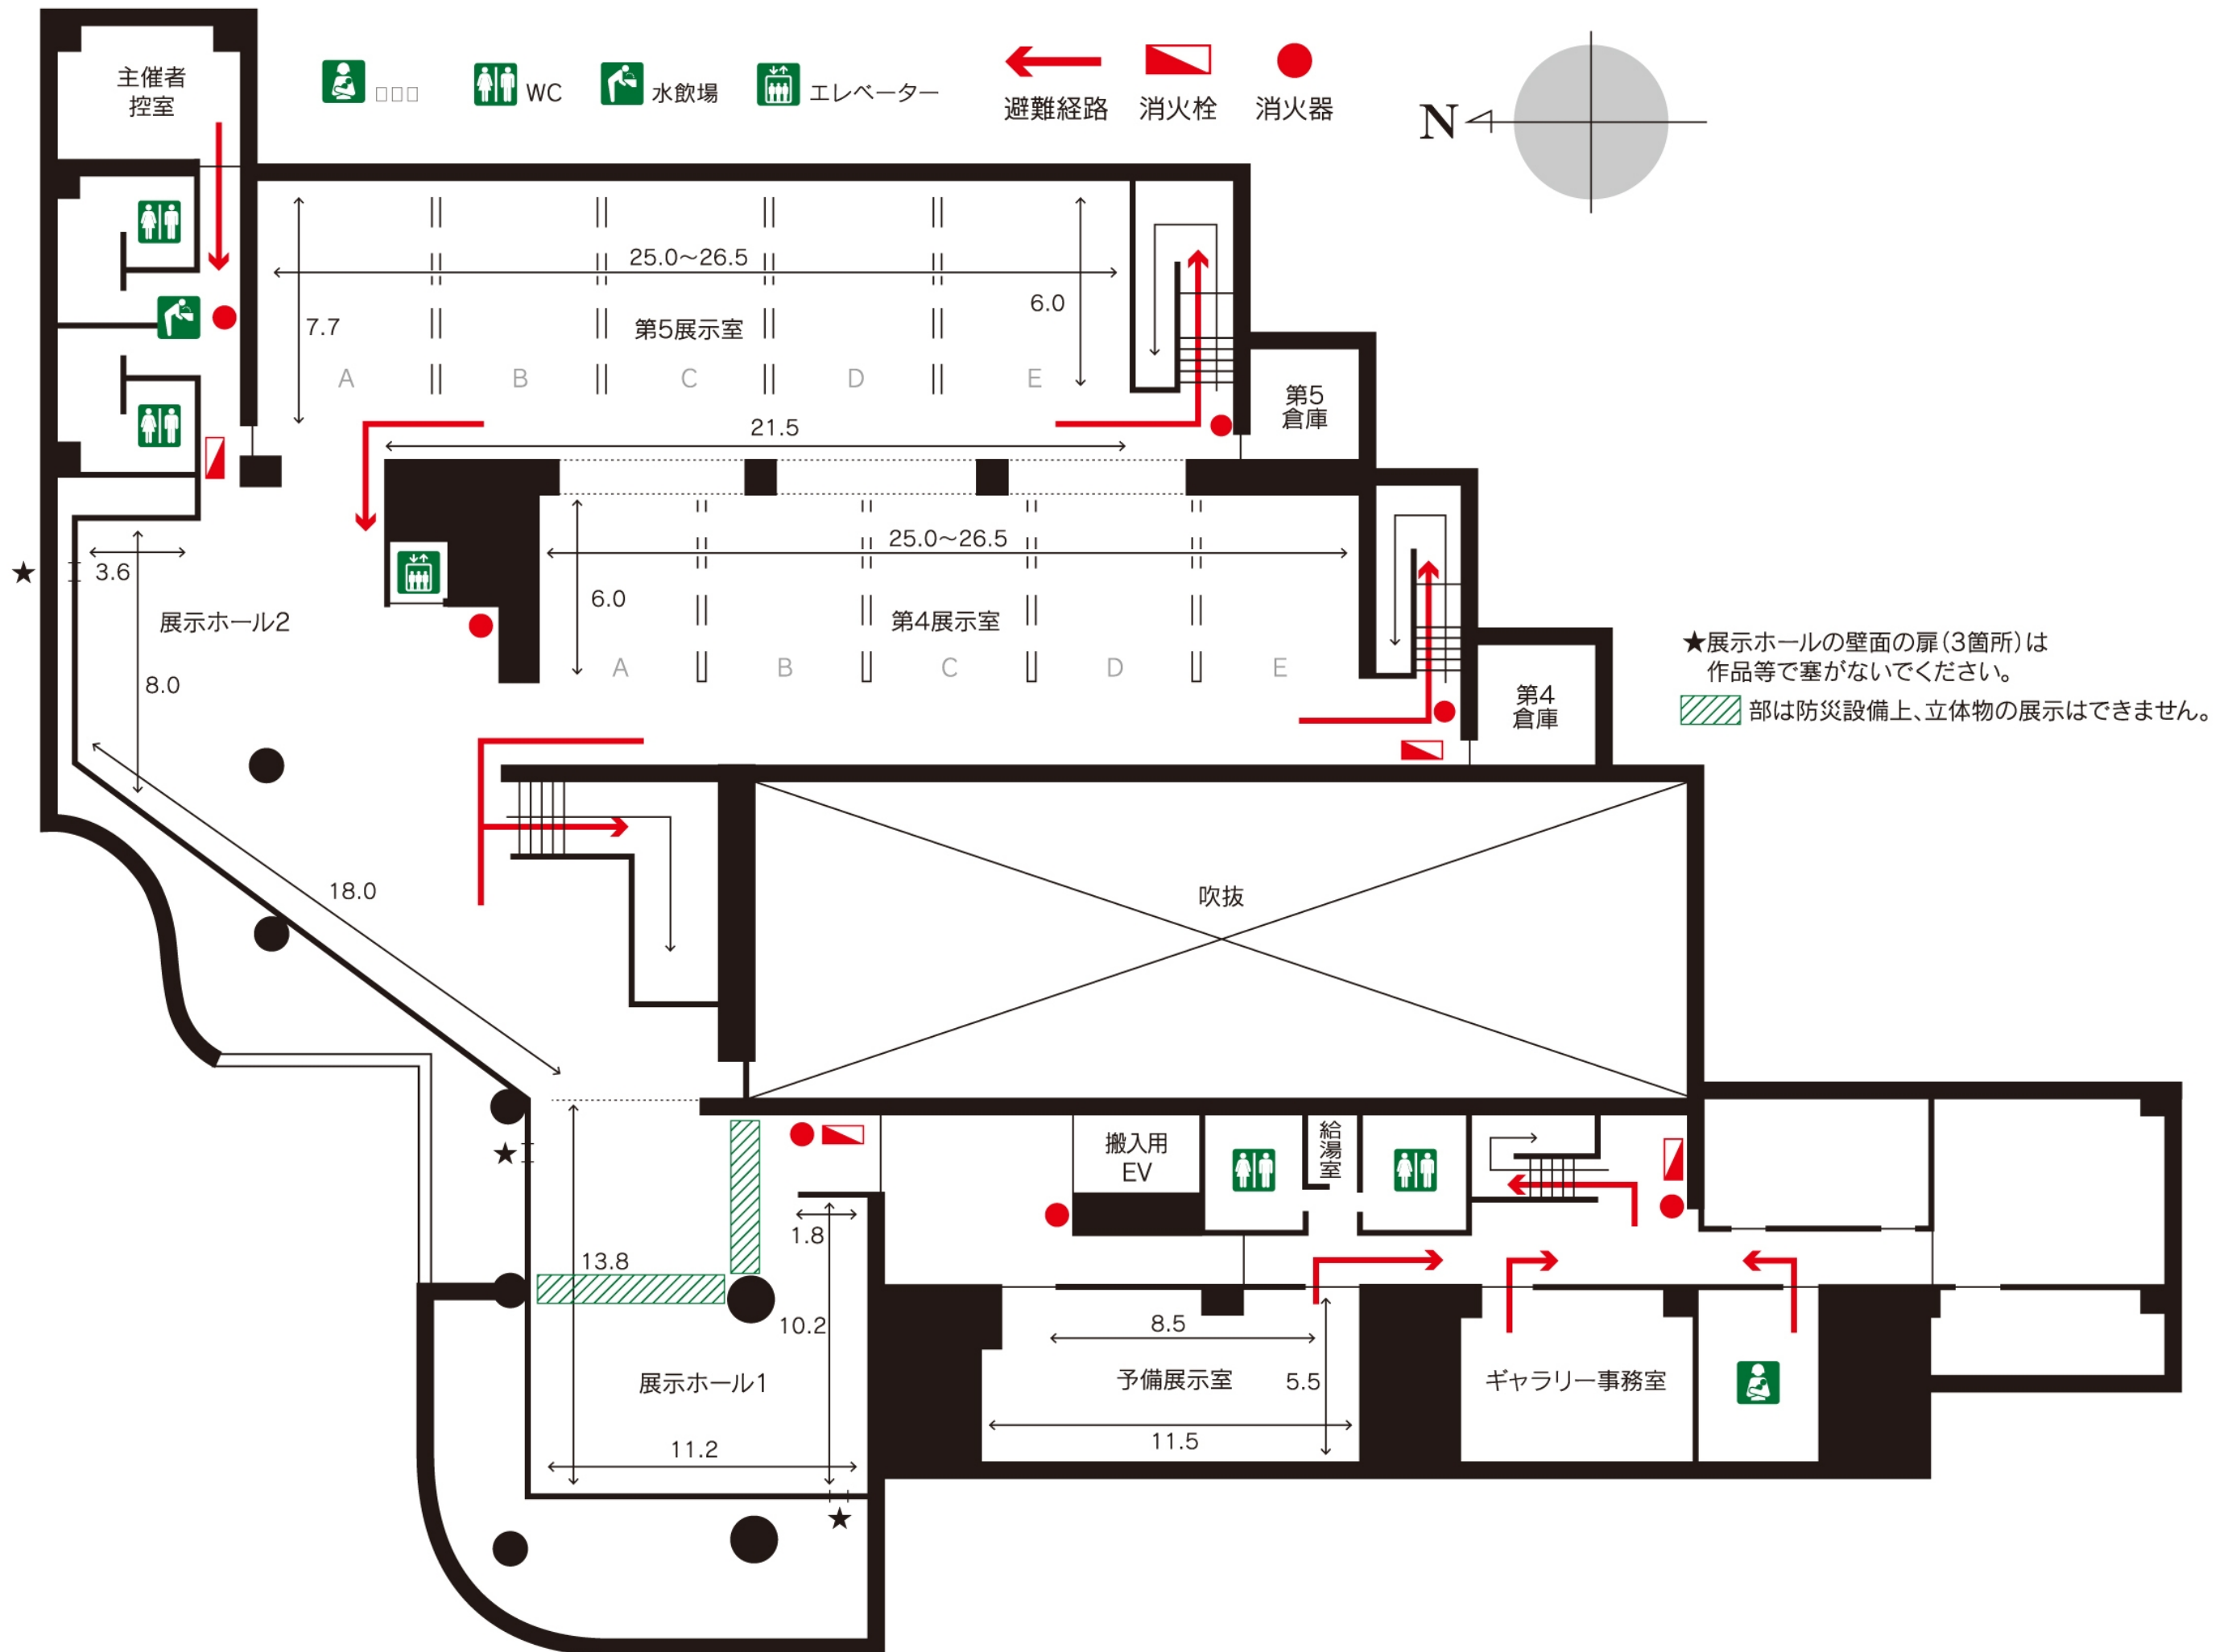 主催者
控室
□□□
WC
水飲場
エレベーター
避難経路
消火栓
消火器
N
25.0～26.5
7.7
6.0
第5展示室
A
B
C
D
E
第5
倉庫
21.5
25.0～26.5
3.6
6.0
展示ホール2
第4展示室
A
B
C
D
E
8.0
第4
倉庫
★展示ホールの壁面の扉(3箇所)は
作品等で塞がないでください。
部は防災設備上、立体物の展示はできません。
★
18.0
吹抜
★
搬入用
EV
給湯室
1.8
13.8
10.2
8.5
展示ホール1
予備展示室
5.5
ギャラリー事務室
11.2
11.5
★